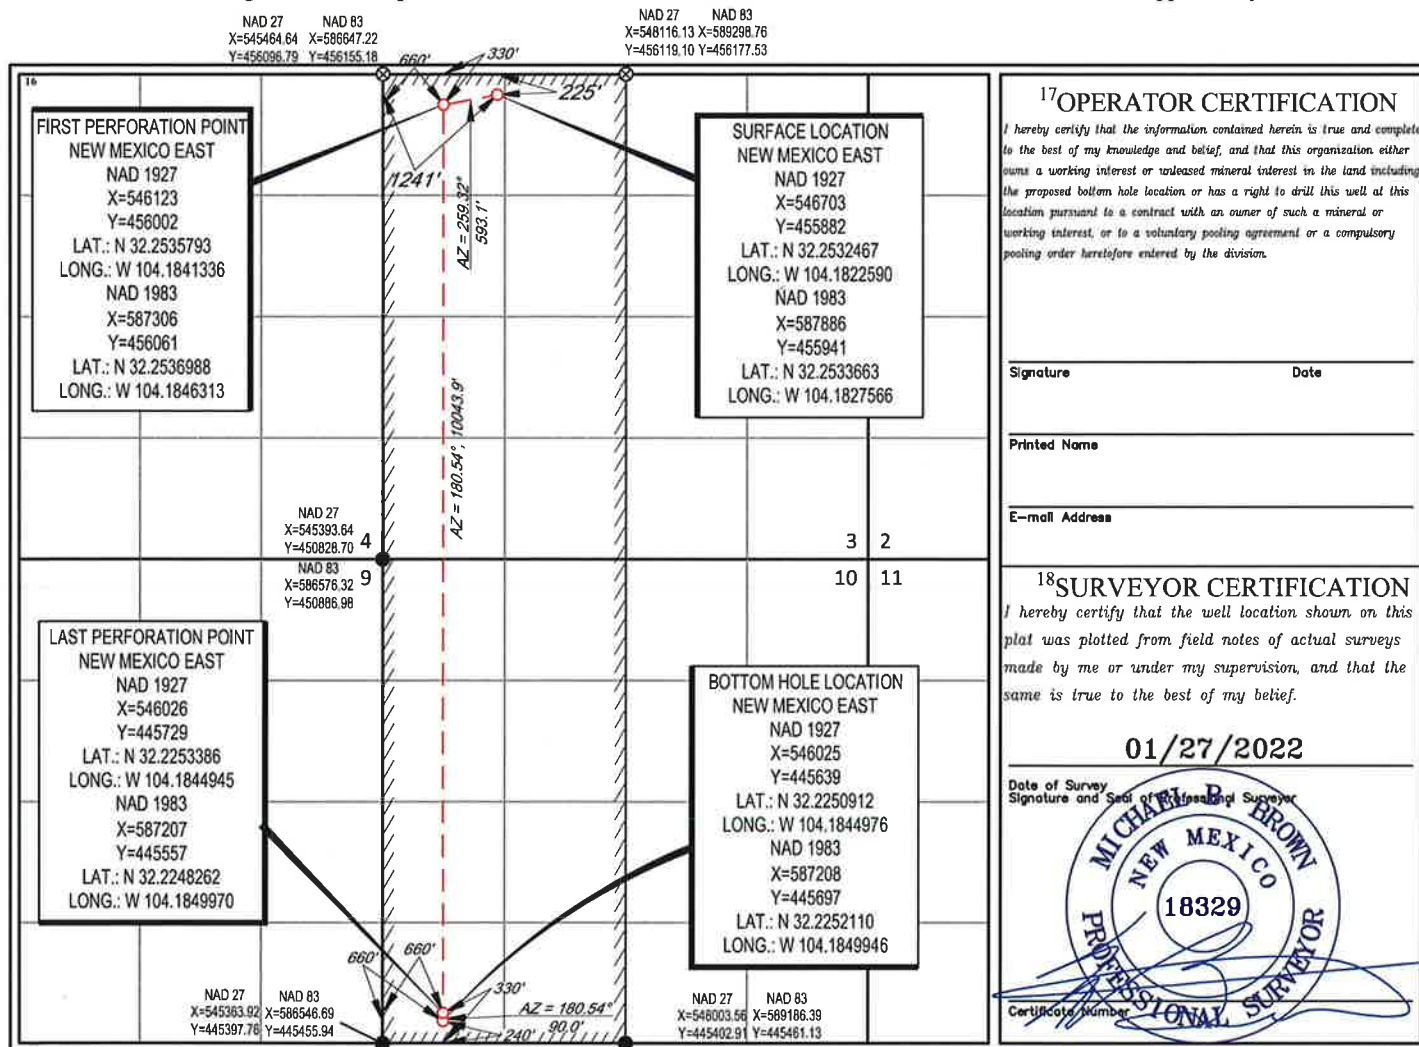 NAD 27 NAD 83
X=545464.64 X=586647.22
Y=456096.79 Y=456155.18
NAD 27 NAD 83
X=548116.13 X=589298.76
Y=456119.10 Y=456177.53
16
660'
330'
225'
1241'
AZ = 259.32°
593.1'
AZ = 180.54°, 10043.9'
FIRST PERFORATION POINT
NEW MEXICO EAST
NAD 1927
X=546123
Y=456002
LAT.: N 32.2535793
LONG.: W 104.1841336
NAD 1983
X=587306
Y=456061
LAT.: N 32.2536988
LONG.: W 104.1846313
SURFACE LOCATION
NEW MEXICO EAST
NAD 1927
X=546703
Y=455882
LAT.: N 32.2532467
LONG.: W 104.1822590
NAD 1983
X=587886
Y=455941
LAT.: N 32.2533663
LONG.: W 104.1827566
NAD 27
X=545393.64
Y=450828.70
4
3 2
NAD 83
X=586576.32
Y=450886.98
9
10 11
LAST PERFORATION POINT
NEW MEXICO EAST
NAD 1927
X=546026
Y=445729
LAT.: N 32.2253386
LONG.: W 104.1844945
NAD 1983
X=587207
Y=445557
LAT.: N 32.2248262
LONG.: W 104.1849970
BOTTOM HOLE LOCATION
NEW MEXICO EAST
NAD 1927
X=546025
Y=445639
LAT.: N 32.2250912
LONG.: W 104.1844976
NAD 1983
X=587208
Y=445697
LAT.: N 32.2252110
LONG.: W 104.1849946
660'
660'
330'
AZ = 180.54°
90.0'
240'
NAD 27 NAD 83
X=545363.92 X=586546.69
Y=445397.76 Y=445455.94
NAD 27 NAD 83
X=548003.56 X=589186.39
Y=445402.91 Y=445461.13
17OPERATOR CERTIFICATION
I hereby certify that the information contained herein is true and complete
to the best of my knowledge and belief, and that this organization either
owns a working interest or unleased mineral interest in the land including
the proposed bottom hole location or has a right to drill this well at this
location pursuant to a contract with an owner of such a mineral or
working interest, or to a voluntary pooling agreement or a compulsory
pooling order heretofore entered by the division.
Signature Date
Printed Name
E-mail Address
18SURVEYOR CERTIFICATION
I hereby certify that the well location shown on this
plat was plotted from field notes of actual surveys
made by me or under my supervision, and that the
same is true to the best of my belief.
01/27/2022
Date of Survey
Signature and Seal of Professional Surveyor
MICHAEL B. BROWN
NEW MEXICO
18329
PROFESSIONAL SURVEYOR
Certificate Number